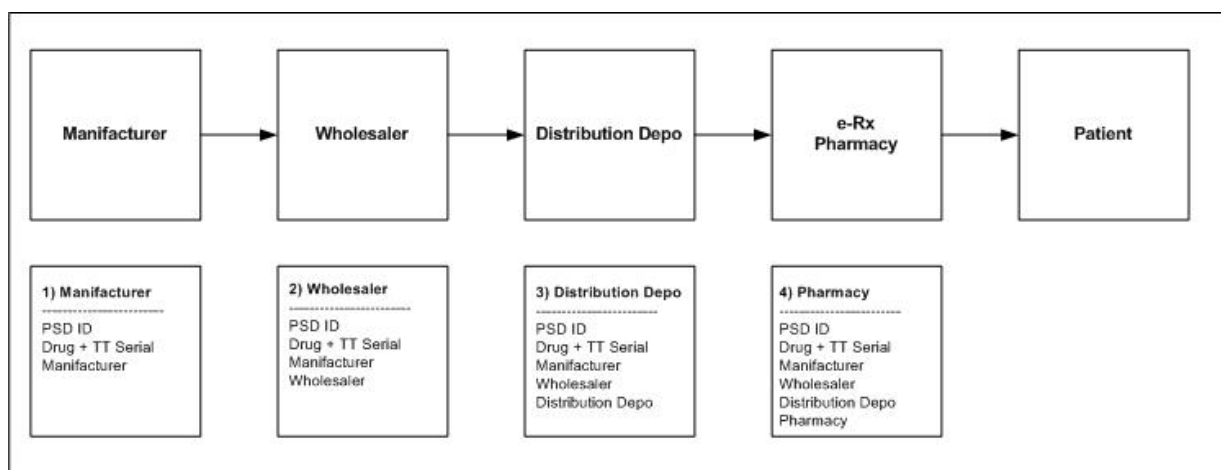 Manifacturer
Wholesaler
Distribution Depo
e-Rx
Pharmacy
Patient
1) Manifacturer
-------------------------
PSD ID
Drug + TT Serial
Manifacturer
2) Wholesaler
-------------------------
PSD ID
Drug + TT Serial
Manifacturer
Wholesaler
3) Distribution Depo
-------------------------
PSD ID
Drug + TT Serial
Manifacturer
Wholesaler
Distribution Depo
4) Pharmacy
-------------------------
PSD ID
Drug + TT Serial
Manifacturer
Wholesaler
Distribution Depo
Pharmacy